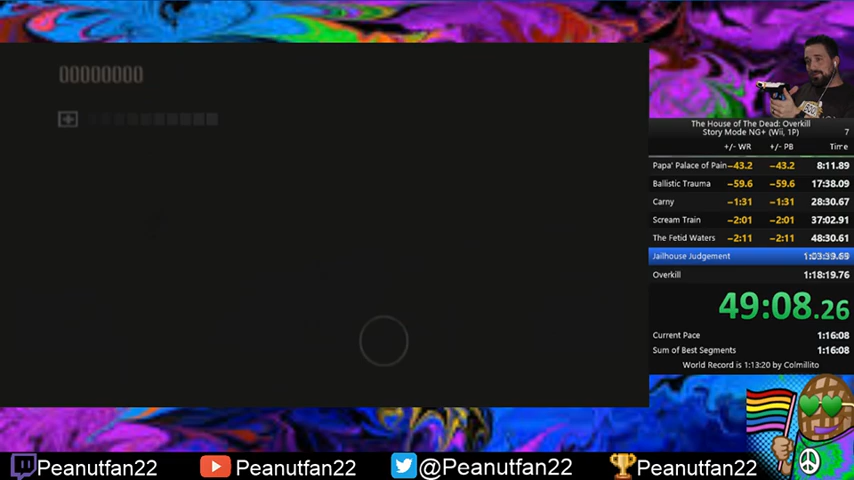 00000000
The House of The Dead: Overkill
Story Mode NG+ (Wii, 1P) 7
+/- WR +/- PB Time
Papa' Palace of Pain -43.2 -43.2 8:11.89
Ballistic Trauma -59.6 -59.6 17:38.09
Carny -1:31 -1:31 28:30.67
Scream Train -2:01 -2:01 37:02.91
The Fetid Waters -2:11 -2:11 48:30.61
Jailhouse Judgement 1:03:39.69
Overkill 1:18:19.76
49:08.26
Current Pace 1:16:08
Sum of Best Segments 1:16:08
World Record is 1:13:20 by Colmillito
Peanutfan22 Peanutfan22 @Peanutfan22 Peanutfan22